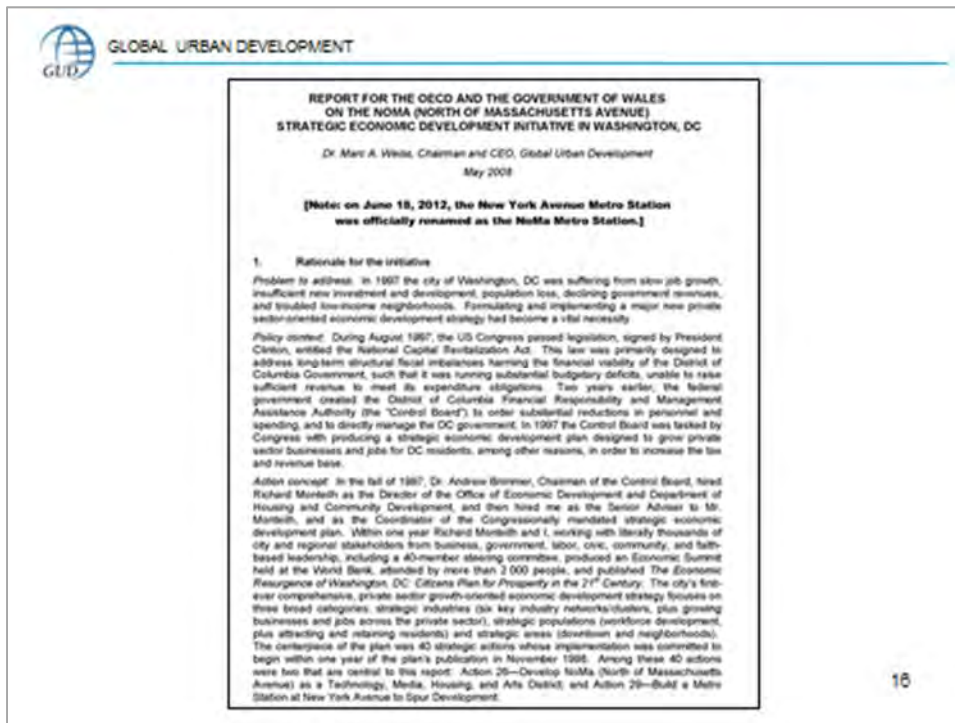 GUD
GLOBAL URBAN DEVELOPMENT
REPORT FOR THE OECD AND THE GOVERNMENT OF WALES
ON THE NOMA (NORTH OF MASSACHUSETTS AVENUE)
STRATEGIC ECONOMIC DEVELOPMENT INITIATIVE IN WASHINGTON, DC
Dr. Marc A. Weiss, Chairman and CEO, Global Urban Development
May 2008
[Note: on June 18, 2012, the New York Avenue Metro Station
was officially renamed as the NoMa Metro Station.]
1. Rationale for the initiative
Problem to address: In 1997 the city of Washington, DC was suffering from slow job growth,
insufficient new investment and development, population loss, declining government revenues,
and troubled low-income neighborhoods. Formulating and implementing a major new private
sector-oriented economic development strategy had become a vital necessity.
Policy context: During August 1997, the US Congress passed legislation, signed by President
Clinton, entitled the National Capital Revitalization Act. This law was primarily designed to
address long-term structural fiscal imbalances harming the financial viability of the District of
Columbia Government, such that it was running substantial budgetary deficits, unable to raise
sufficient revenue to meet its expenditure obligations. Two years earlier, the federal
government created the District of Columbia Financial Responsibility and Management
Assistance Authority (the "Control Board") to order substantial reductions in personnel and
spending, and to directly manage the DC government. In 1997 the Control Board was tasked by
Congress with producing a strategic economic development plan designed to grow private
sector businesses and jobs for DC residents, among other reasons, in order to increase the tax
and revenue base.
Action concept: In the fall of 1997, Dr. Andrew Brimmer, Chairman of the Control Board, hired
Richard Monteilh as the Director of the Office of Economic Development and Department of
Housing and Community Development, and then hired me as the Senior Adviser to Mr.
Monteilh, and as the Coordinator of the Congressionally mandated strategic economic
development plan. Within one year Richard Monteilh and I, working with literally thousands of
city and regional stakeholders from business, government, labor, civic, community, and faith-
based leadership, including a 40-member steering committee, produced an Economic Summit
held at the World Bank, attended by more than 2 000 people, and published The Economic
Resurgence of Washington, DC: Citizens Plan for Prosperity in the 21st Century. The city's first-
ever comprehensive, private sector growth-oriented economic development strategy focuses on
three broad categories: strategic industries (six key industry networks/clusters, plus growing
businesses and jobs across the private sector), strategic populations (workforce development,
plus attracting and retaining residents) and strategic areas (downtown and neighborhoods).
The centerpiece of the plan was 40 strategic actions whose implementation was committed to
begin within one year of the plan's publication in November 1998. Among these 40 actions
were two that are central to this report: Action 26—Develop NoMa (North of Massachusetts
Avenue) as a Technology, Media, Housing, and Arts District; and Action 29—Build a Metro
Station at New York Avenue to Spur Development.
16